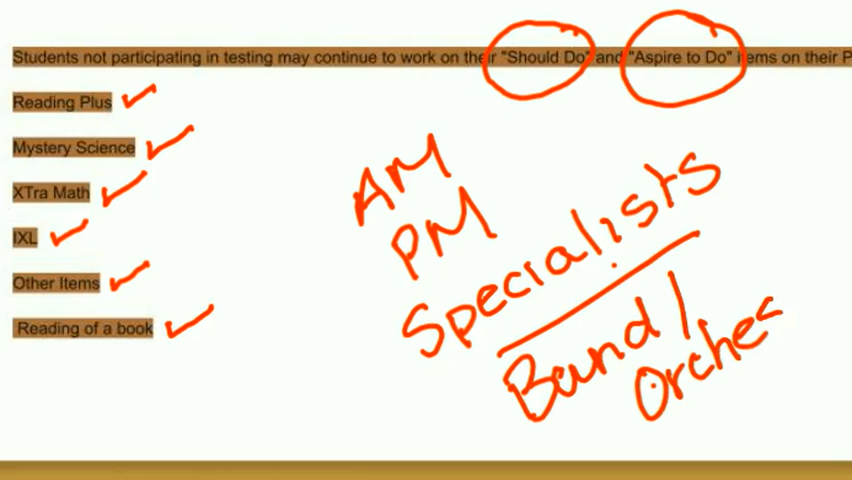 Students not participating in testing may continue to work on their "Should Do" and "Aspire to Do" items on their P
Reading Plus
Mystery Science
XTra Math
IXL
Other Items
Reading of a book
AM
PM
Specialists
Band/
Orches